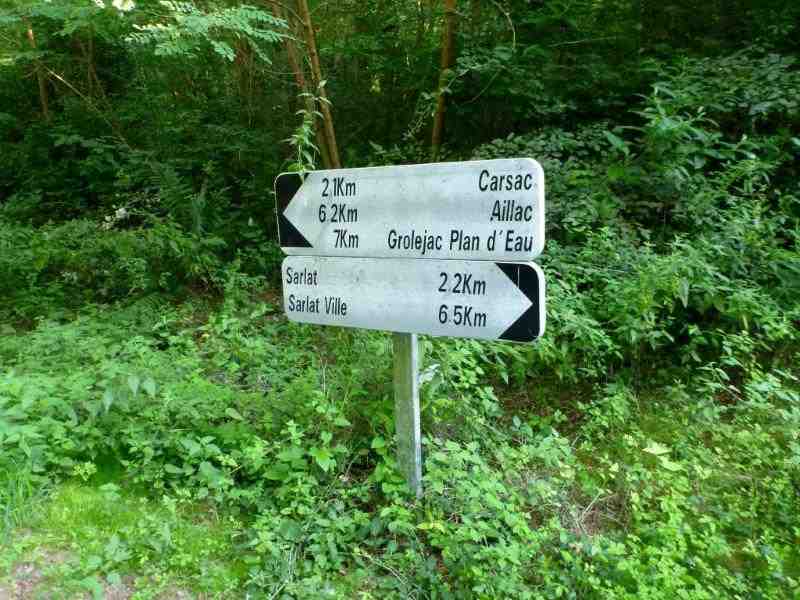 2.1Km Carsac
6.2Km Aillac
7Km Grolejac Plan d'Eau
Sarlat 2.2Km
Sarlat Ville 6.5Km